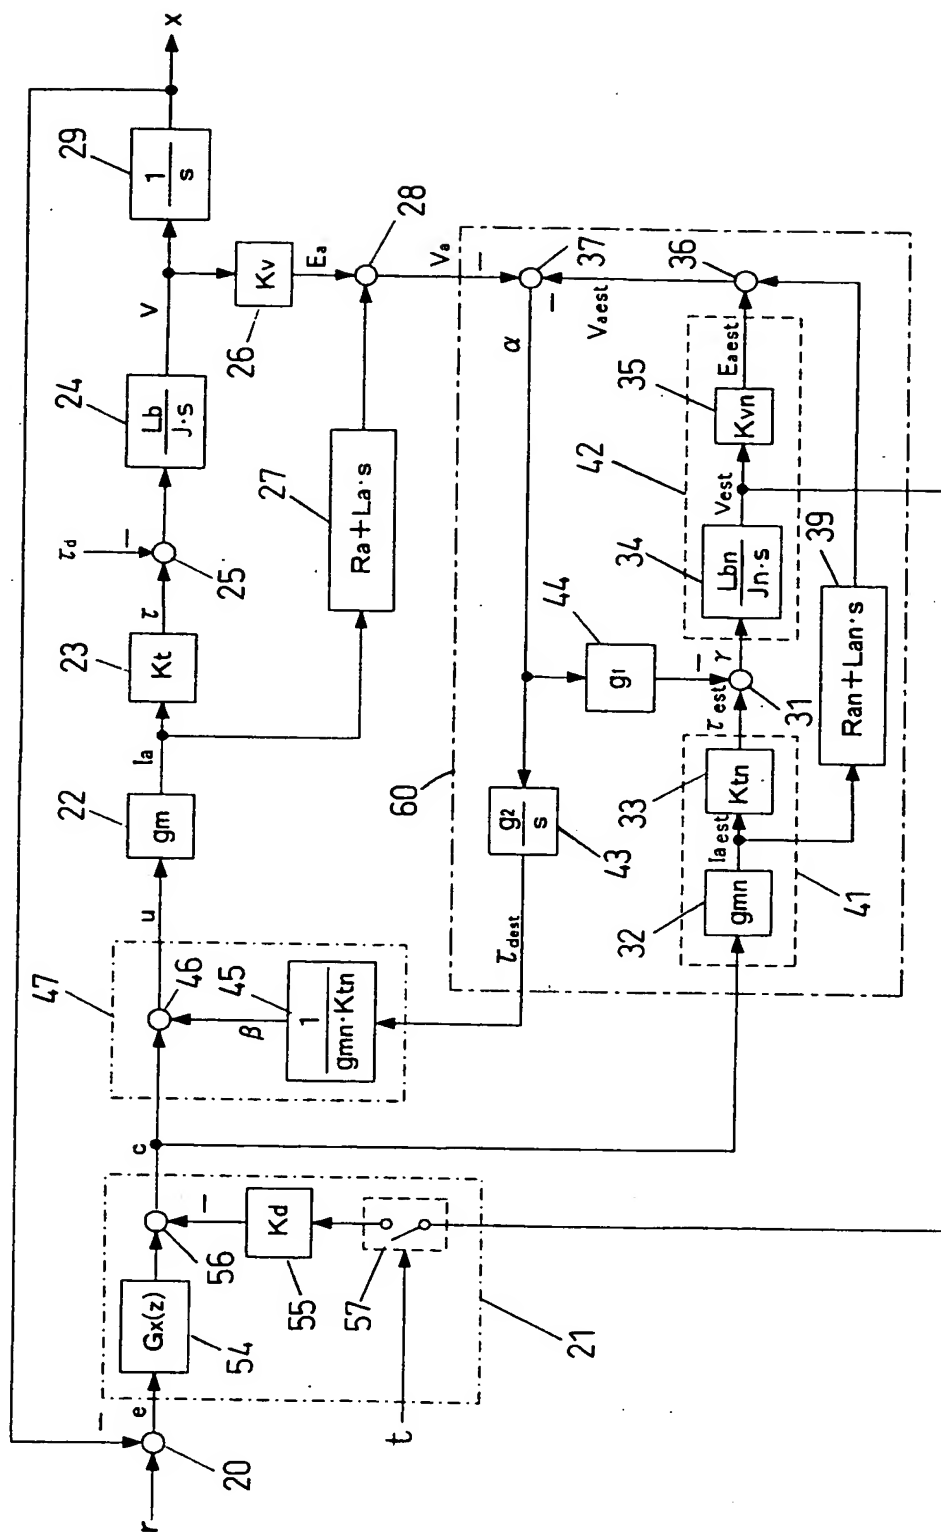 r
−
e
20
Gx(z)
54
56
−
Kd
55
57
t
21
c
47
46
β
45
1
gmn·Ktn
u
22
gm
Ia
23
Kt
τ
τd
−
25
24
Lb
J·s
V
29
1
s
x
26
Kv
Ea
28
27
Ra+La·s
Va
−
37
−
α
60
τdest
g2
s
43
44
g1
−
32
gmn
Iaest
33
Ktn
41
τest
31
γ
34
Lbn
Jn·s
42
Vest
35
Kvn
Eaest
36
Vaest
Ran+Lan·s
39